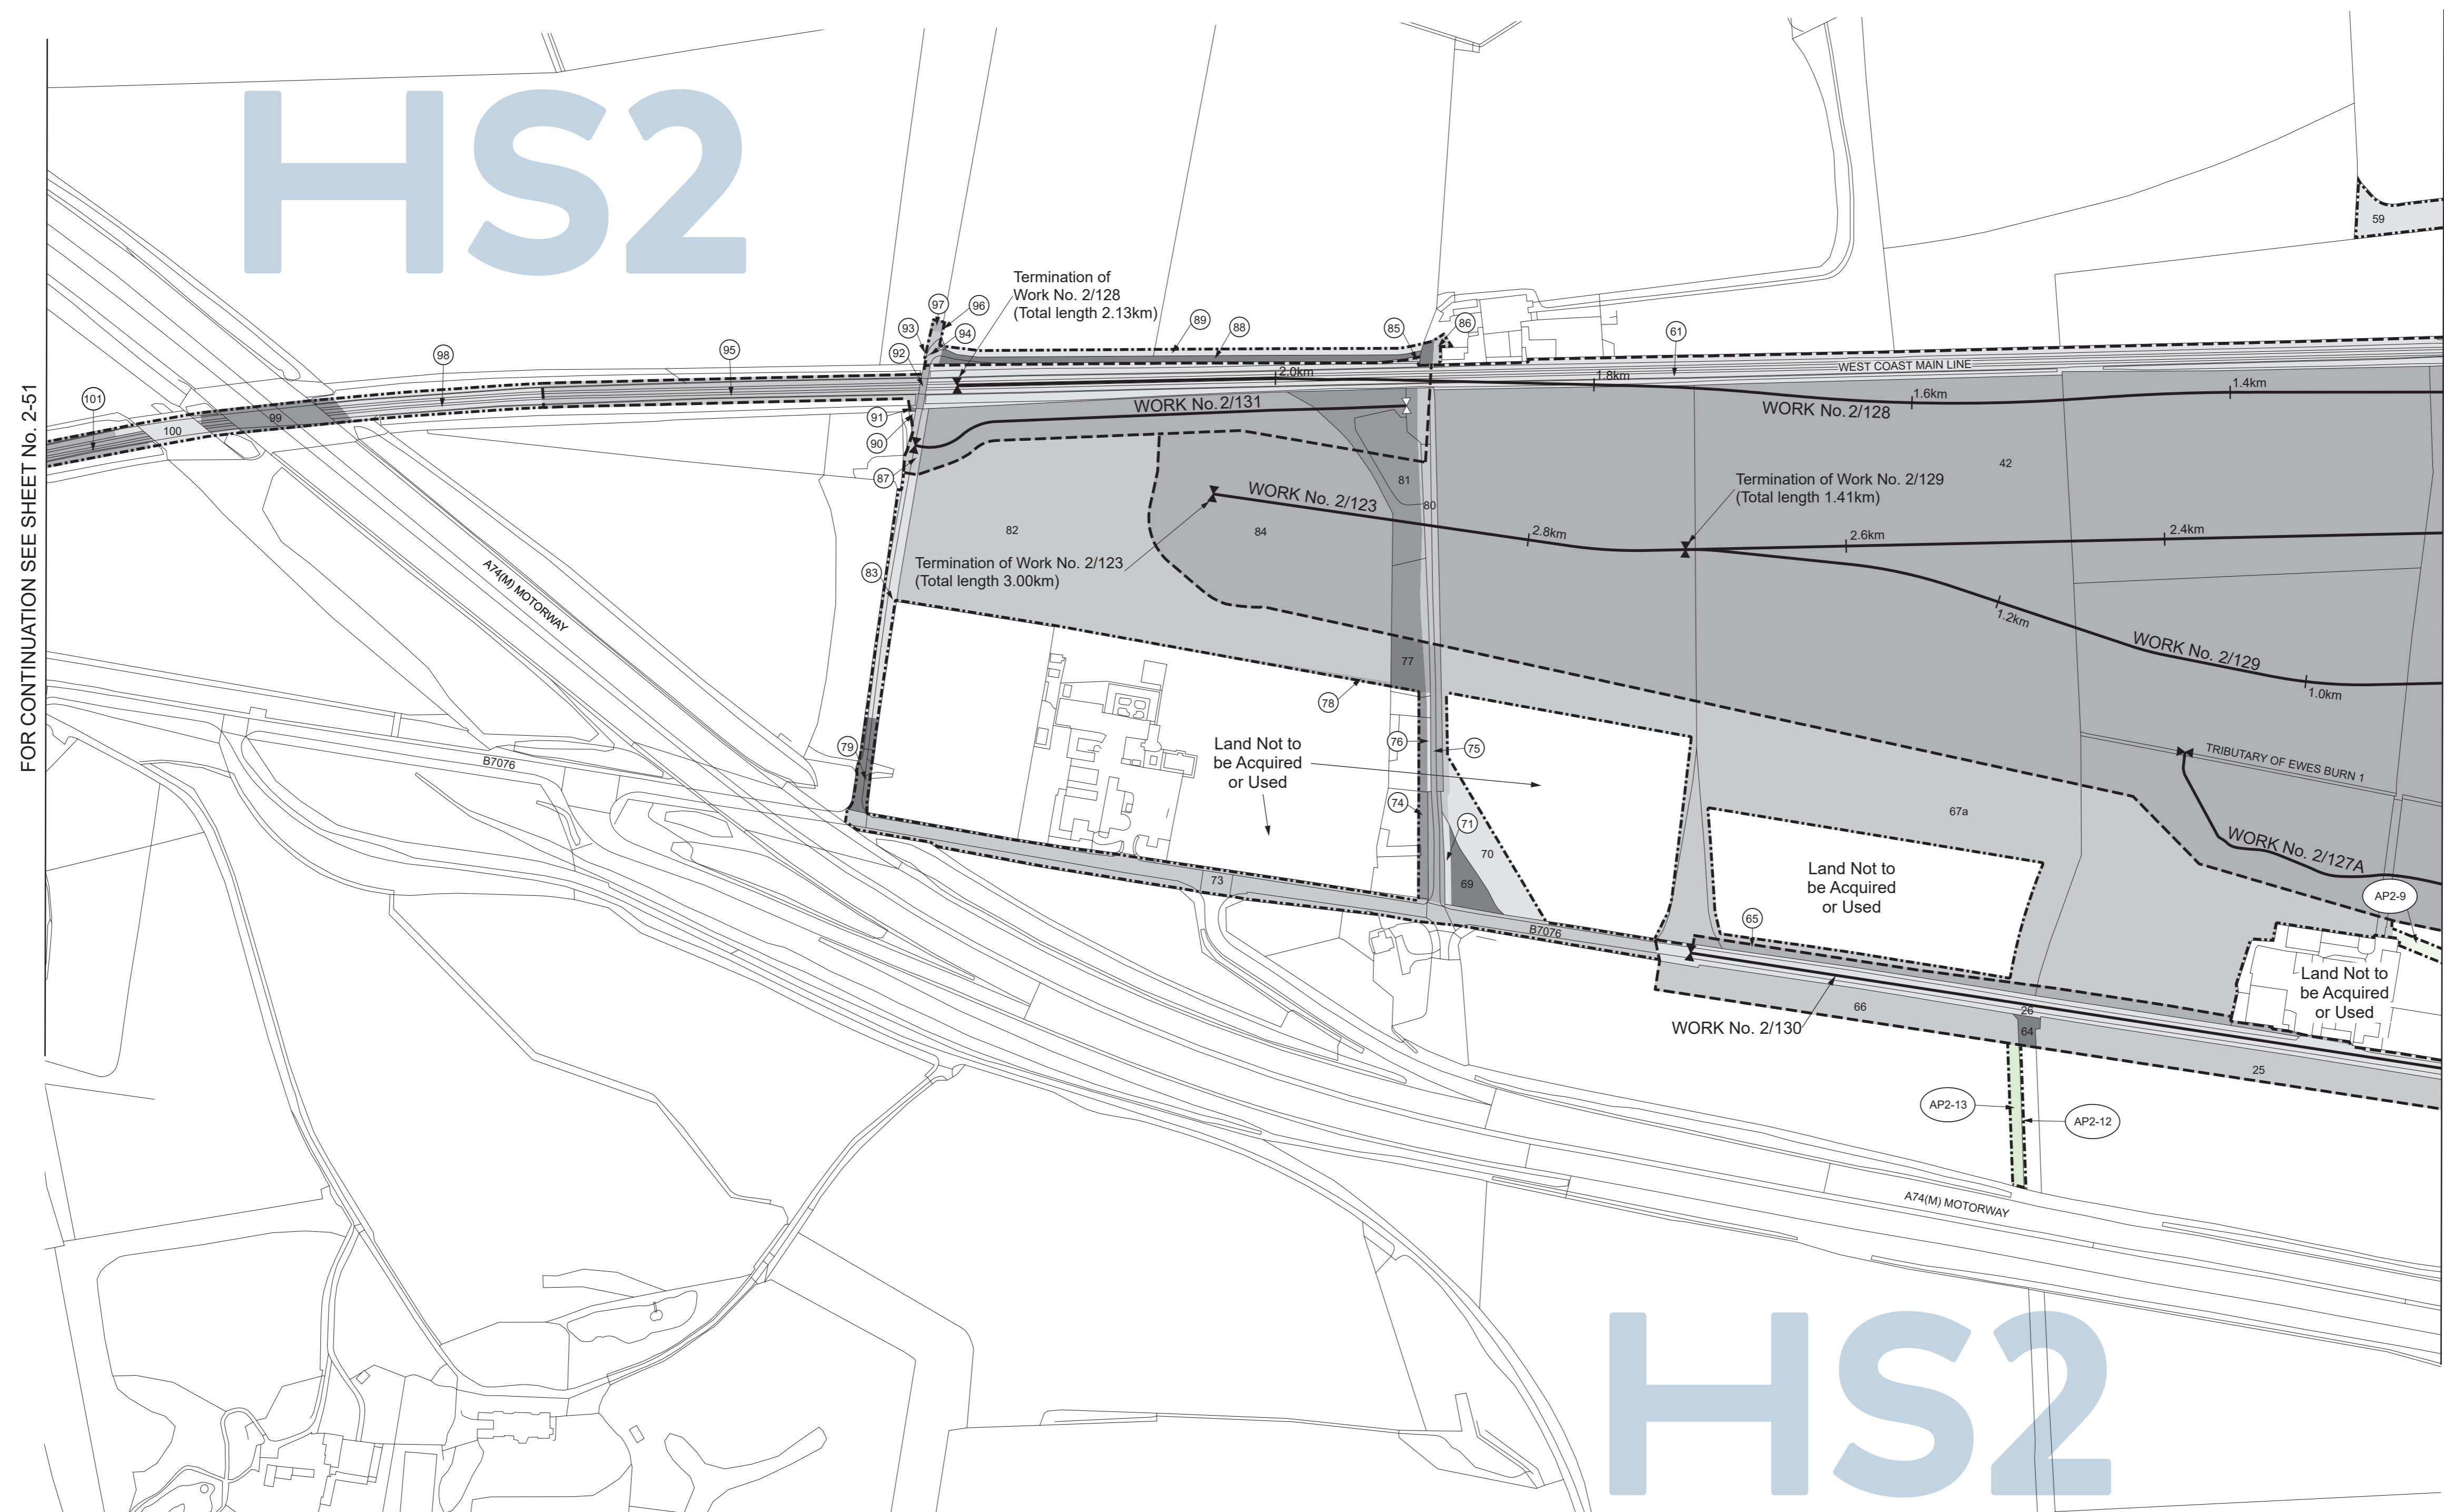 FOR CONTINUATION SEE SHEET No. 2-51
HS2
59
97
96
Termination of
Work No. 2/128
(Total length 2.13km)
93
94
89
88
85
86
61
92
95
98
101
99
100
WEST COAST MAIN LINE
2.0km
1.8km
1.6km
1.4km
WORK No. 2/131
WORK No. 2/128
91
90
87
42
81
80
Termination of Work No. 2/129
(Total length 1.41km)
WORK No. 2/123
82
84
2.8km
2.6km
2.4km
Termination of Work No. 2/123
(Total length 3.00km)
83
A74(M) MOTORWAY
1.2km
WORK No. 2/129
1.0km
77
78
76
75
79
B7076
Land Not to
be Acquired
or Used
TRIBUTARY OF EWES BURN 1
74
71
70
69
67a
WORK No. 2/127A
AP2-9
Land Not to
be Acquired
or Used
73
B7076
65
Land Not to
be Acquired
or Used
66
26
64
WORK No. 2/130
25
AP2-13
AP2-12
A74(M) MOTORWAY
HS2